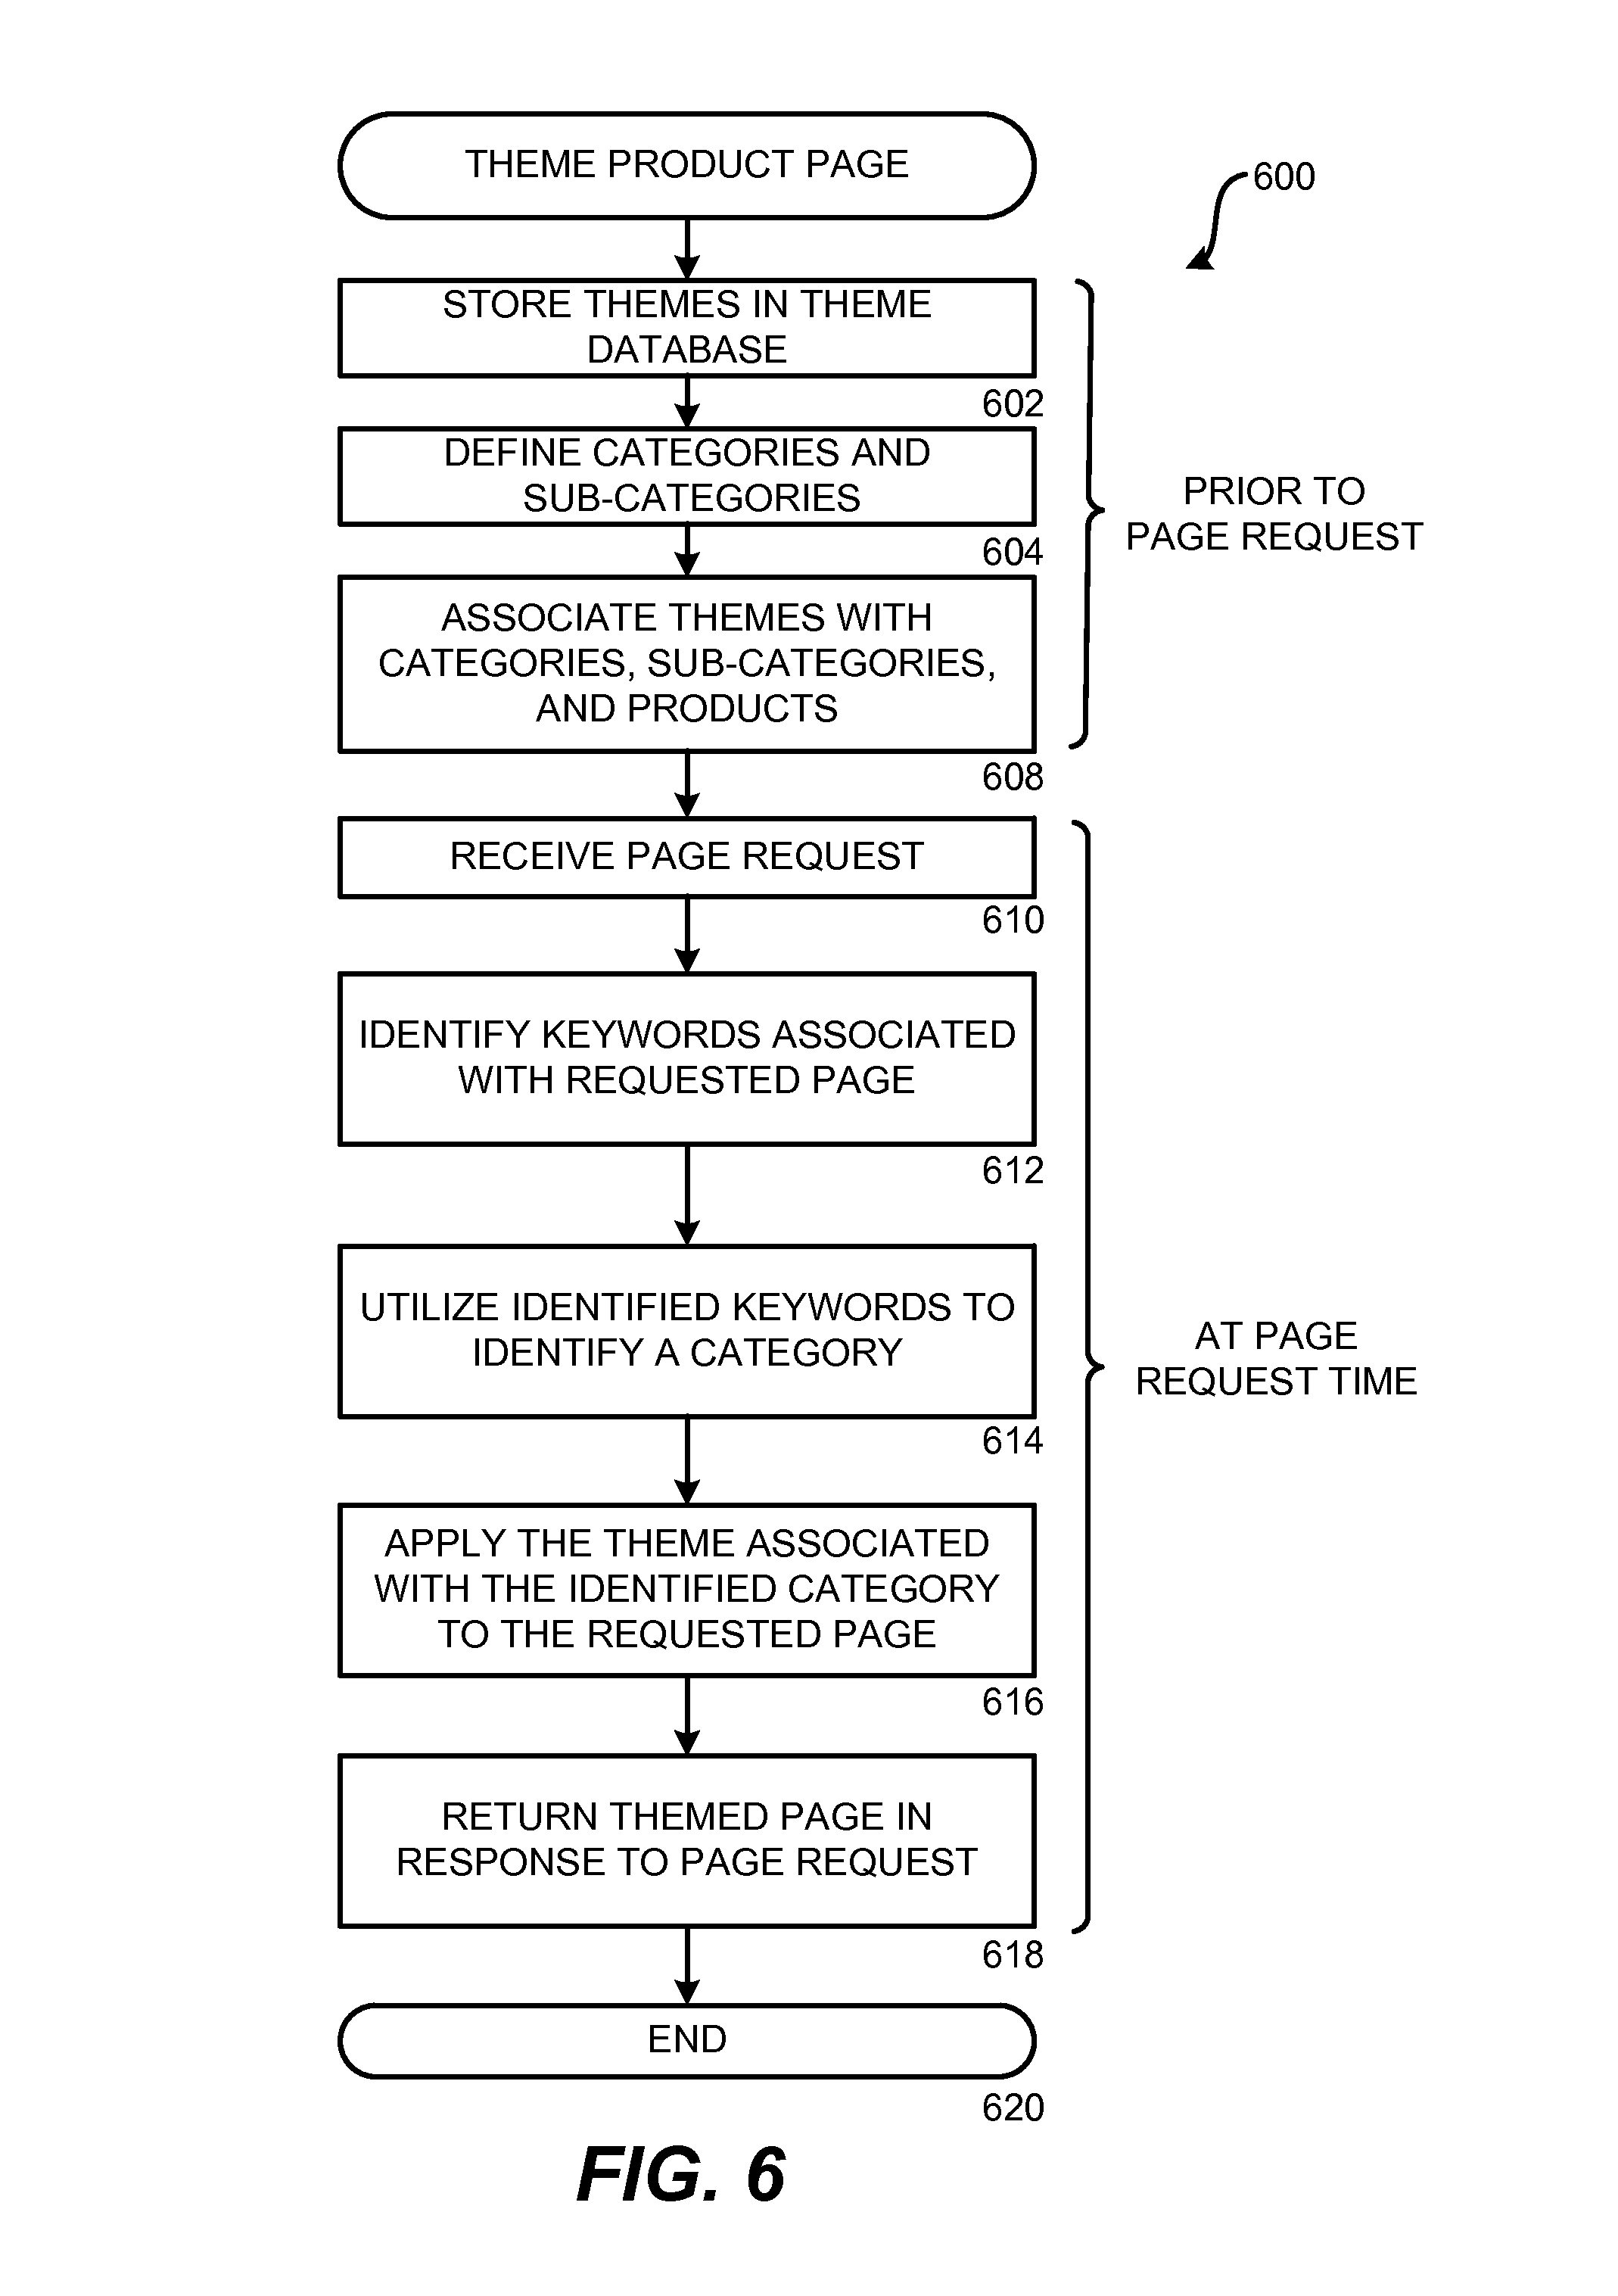 THEME PRODUCT PAGE
600
STORE THEMES IN THEME
DATABASE
602
DEFINE CATEGORIES AND
SUB-CATEGORIES
604
ASSOCIATE THEMES WITH
CATEGORIES, SUB-CATEGORIES,
AND PRODUCTS
608
PRIOR TO
PAGE REQUEST
RECEIVE PAGE REQUEST
610
IDENTIFY KEYWORDS ASSOCIATED
WITH REQUESTED PAGE
612
UTILIZE IDENTIFIED KEYWORDS TO
IDENTIFY A CATEGORY
614
AT PAGE
REQUEST TIME
APPLY THE THEME ASSOCIATED
WITH THE IDENTIFIED CATEGORY
TO THE REQUESTED PAGE
616
RETURN THEMED PAGE IN
RESPONSE TO PAGE REQUEST
618
END
620
FIG. 6